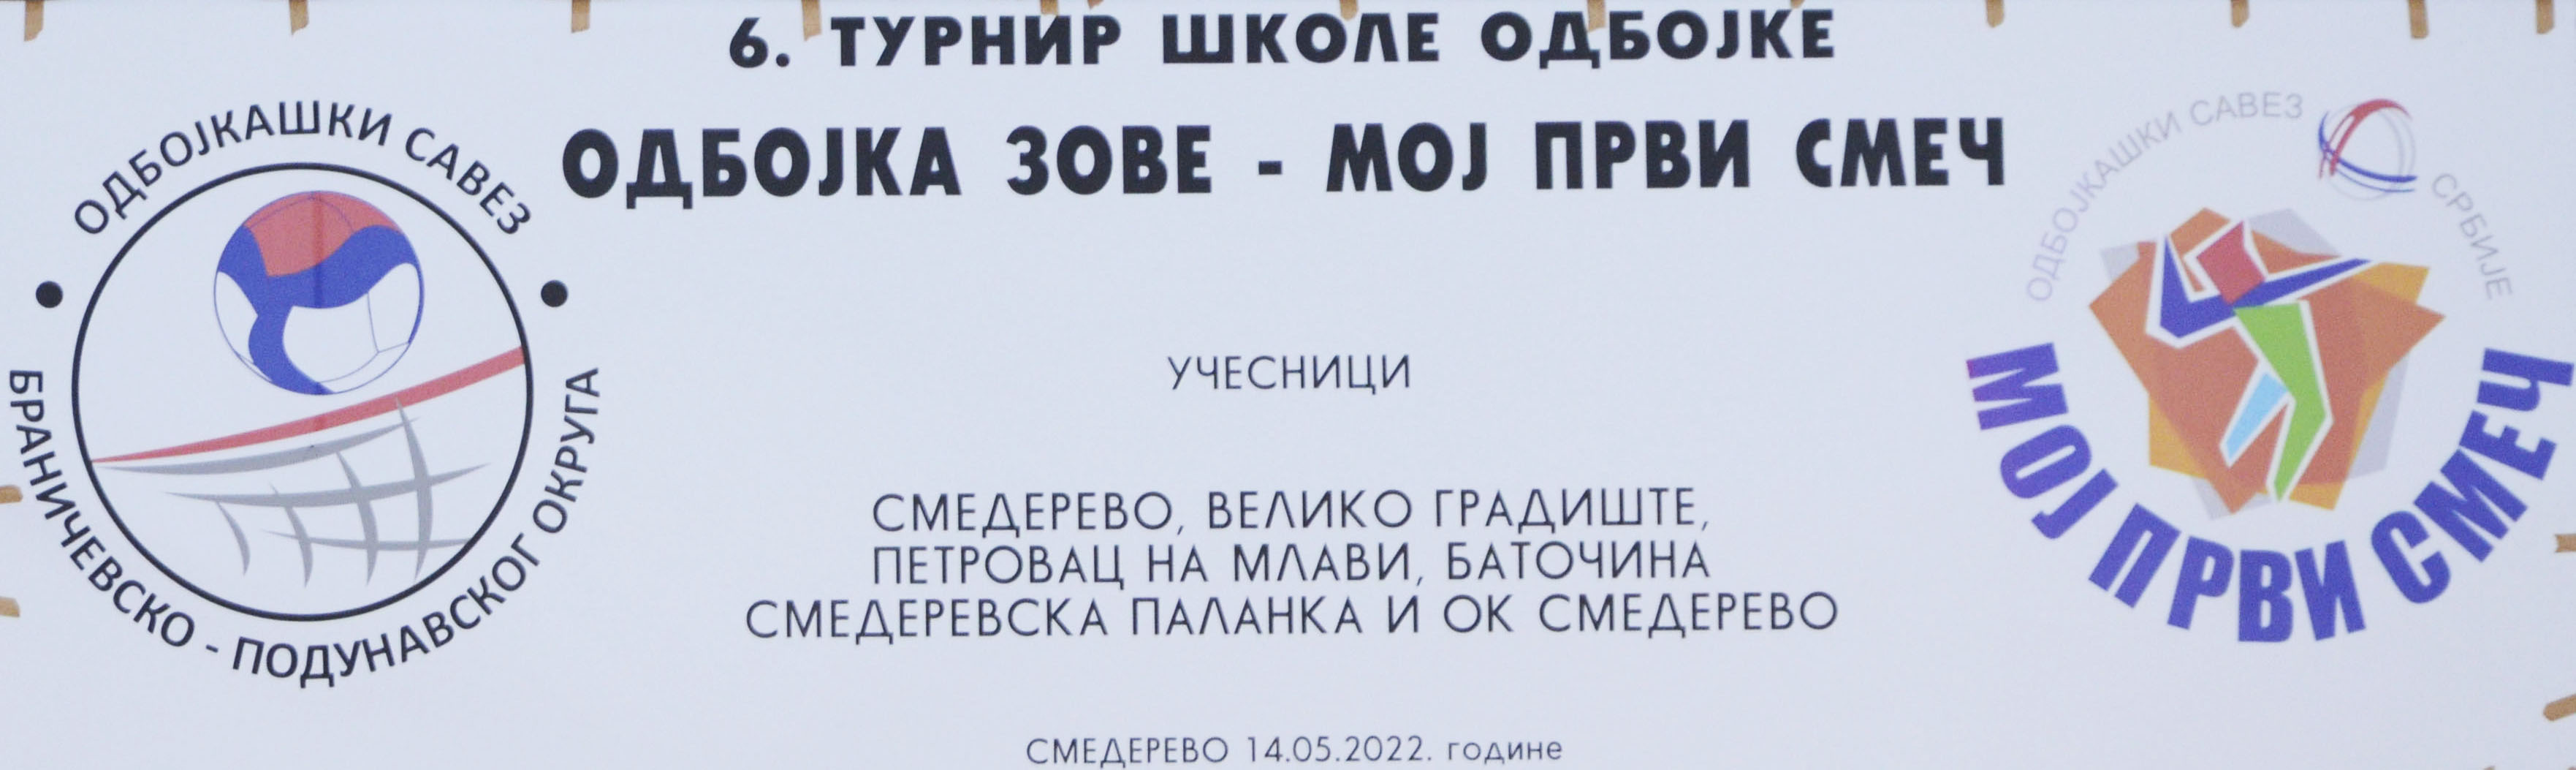 6. ТУРНИР ШКОЛЕ ОДБОЈКЕ
ОДБОЈКА ЗОВЕ - МОЈ ПРВИ СМЕЧ
ОДБОЈКАШКИ САВЕЗ
БРАНИЧЕВСКО - ПОДУНАВСКОГ ОКРУГА
УЧЕСНИЦИ
СМЕДЕРЕВО, ВЕЛИКО ГРАДИШТЕ,
ПЕТРОВАЦ НА МЛАВИ, БАТОЧИНА
СМЕДЕРЕВСКА ПАЛАНКА И ОК СМЕДЕРЕВО
СМЕДЕРЕВО 14.05.2022. године
ОДБОЈКАШКИ САВЕЗ СРБИЈЕ
МОЈ ПРВИ СМЕЧ